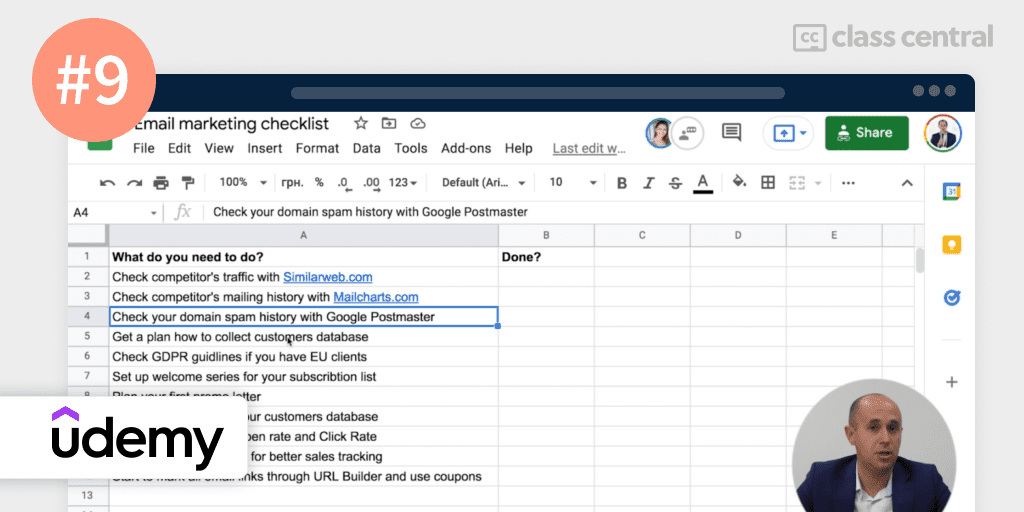 #9
class central
Email marketing checklist
File Edit View Insert Format Data Tools Add-ons Help Last edit w...
Share
100% грн. % .0 .00 123 Default (Ari... 10 B I S A ...
A4 fx Check your domain spam history with Google Postmaster
A B C D E
1 What do you need to do? Done?
2 Check competitor's traffic with Similarweb.com
3 Check competitor's mailing history with Mailcharts.com
4 Check your domain spam history with Google Postmaster
5 Get a plan how to collect customers database
6 Check GDPR guidlines if you have EU clients
7 Set up welcome series for your subscribtion list
8 Plan your first promo letter
customers database
rate and Click Rate
for better sales tracking
Start to mark all email links through URL Builder and use coupons
13
udemy